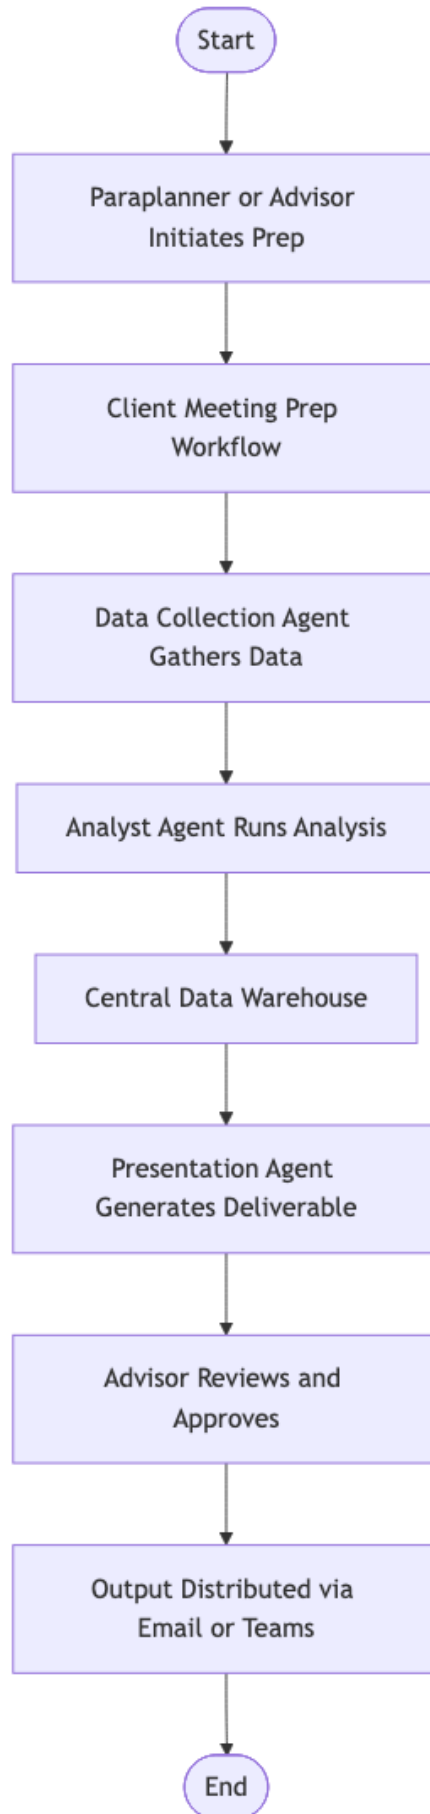 Start
Paraplanner or Advisor
Initiates Prep
Client Meeting Prep
Workflow
Data Collection Agent
Gathers Data
Analyst Agent Runs Analysis
Central Data Warehouse
Presentation Agent
Generates Deliverable
Advisor Reviews and
Approves
Output Distributed via
Email or Teams
End